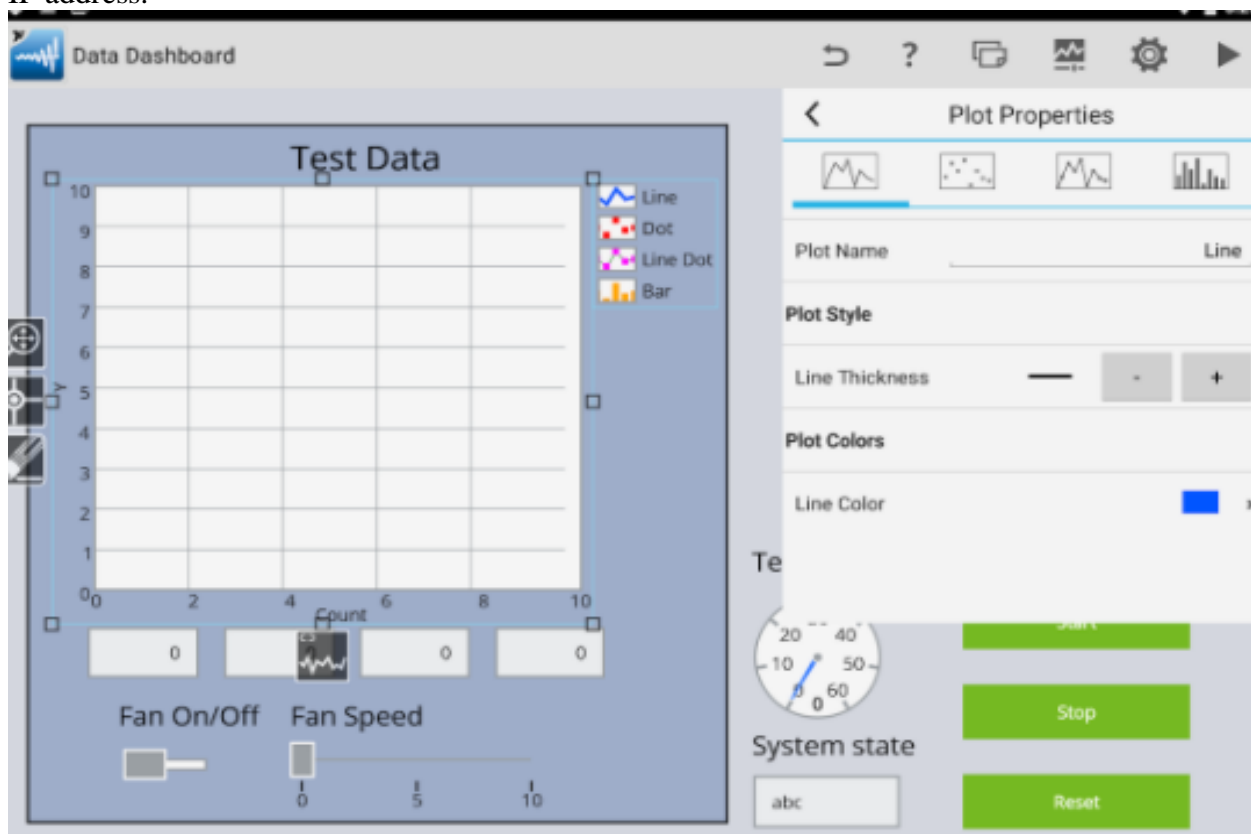 IP address.
Data Dashboard
?
Plot Properties
Test Data
Line
Dot
Line Dot
Bar
Plot Name Line
Plot Style
Line Thickness - +
Plot Colors
Line Color
10
9
8
7
6
5
4
3
2
1
0
Y
0 2 4 6 8 10
Count
0 0 0
Fan On/Off Fan Speed
0 5 10
Te
20 40
10 50
0 60
0
Start
Stop
System state
abc
Reset